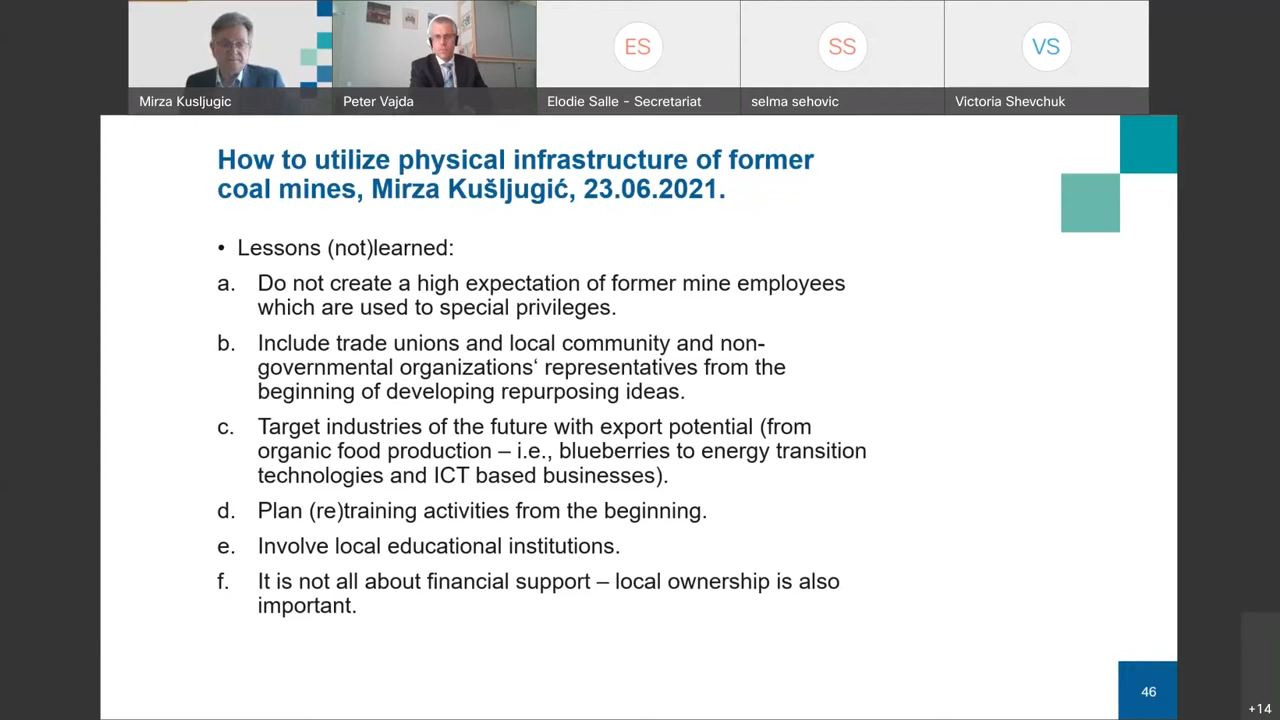 ES
SS
VS
Mirza Kusljugic
Peter Vajda
Elodie Salle - Secretariat
selma sehovic
Victoria Shevchuk
How to utilize physical infrastructure of former
coal mines, Mirza Kušljugić, 23.06.2021.
• Lessons (not)learned:
a. Do not create a high expectation of former mine employees
which are used to special privileges.
b. Include trade unions and local community and non-
governmental organizations‘ representatives from the
beginning of developing repurposing ideas.
c. Target industries of the future with export potential (from
organic food production – i.e., blueberries to energy transition
technologies and ICT based businesses).
d. Plan (re)training activities from the beginning.
e. Involve local educational institutions.
f. It is not all about financial support – local ownership is also
important.
46
+14